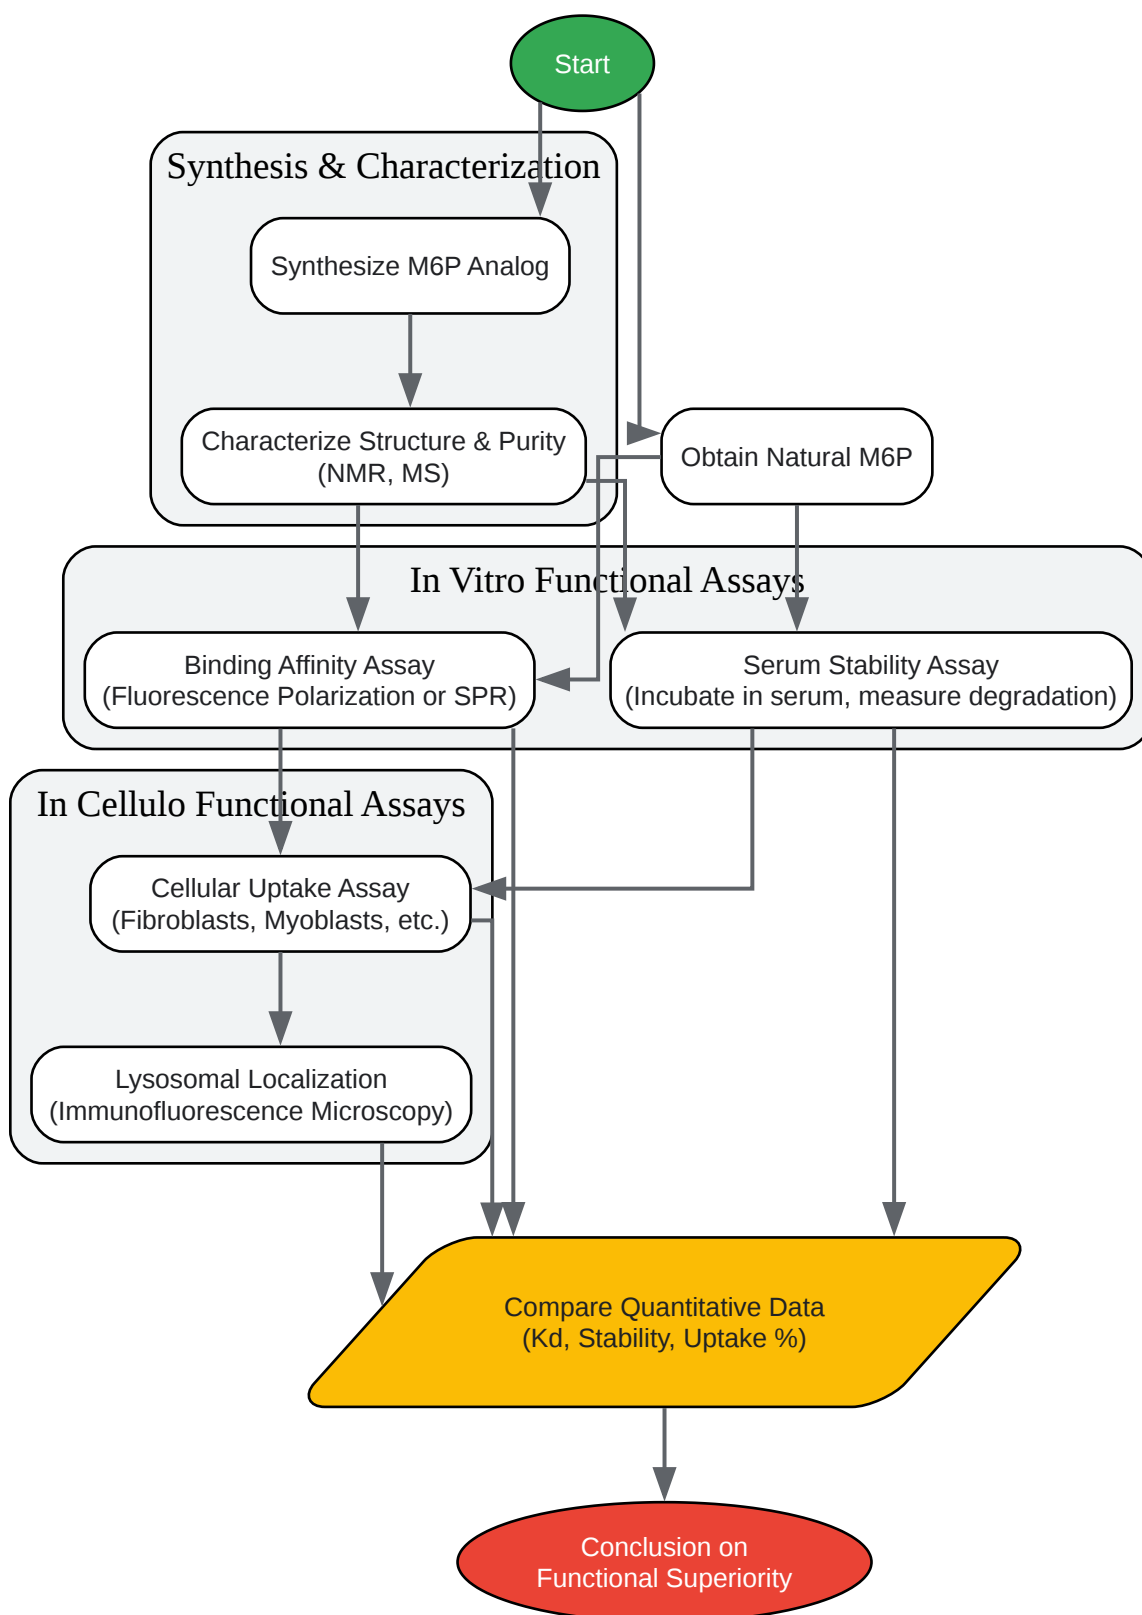 Start
Synthesis & Characterization
Synthesize M6P Analog
Characterize Structure & Purity
(NMR, MS)
Obtain Natural M6P
In Vitro Functional Assays
Binding Affinity Assay
(Fluorescence Polarization or SPR)
Serum Stability Assay
(Incubate in serum, measure degradation)
In Cellulo Functional Assays
Cellular Uptake Assay
(Fibroblasts, Myoblasts, etc.)
Lysosomal Localization
(Immunofluorescence Microscopy)
Compare Quantitative Data
(Kd, Stability, Uptake %)
Conclusion on
Functional Superiority